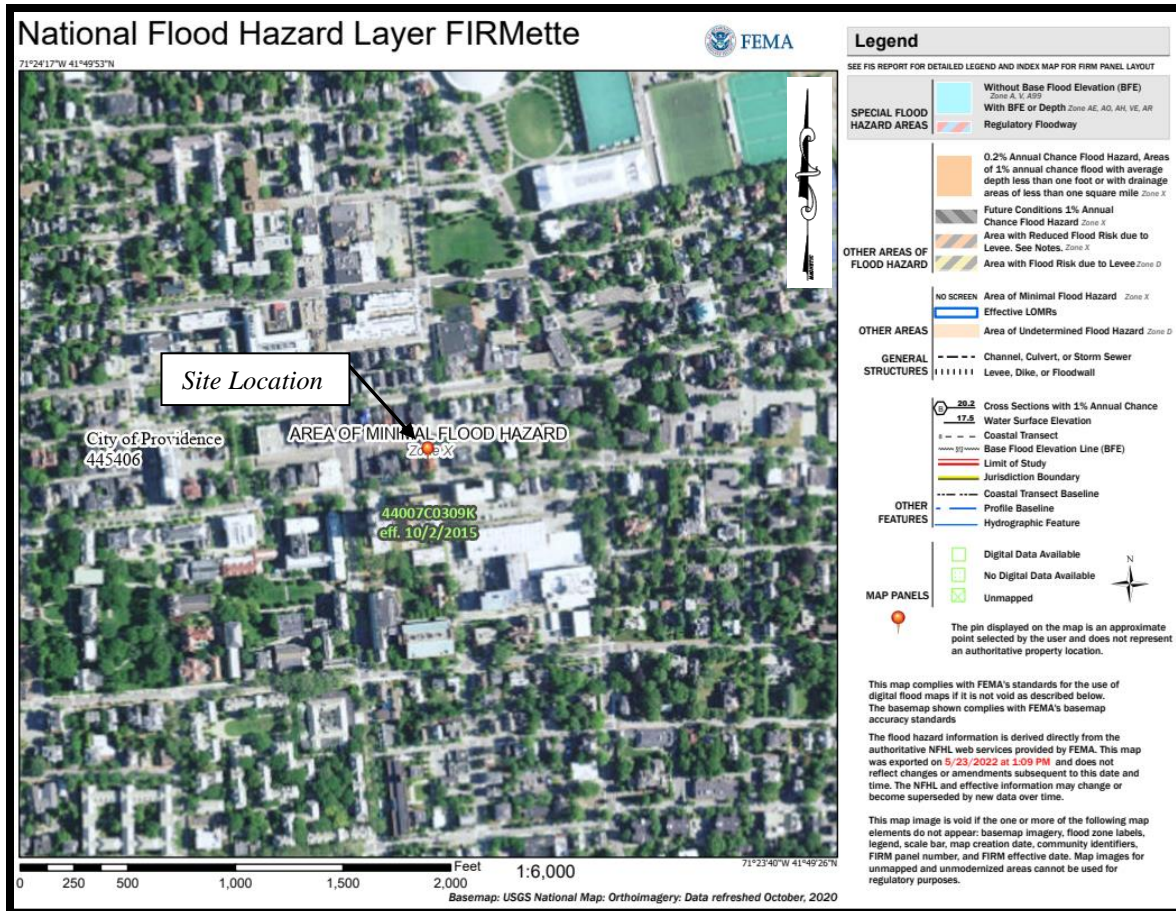 National Flood Hazard Layer FIRMette
FEMA
71°24'17"W 41°49'53"N
Site Location
City of Providence
445406
AREA OF MINIMAL FLOOD HAZARD
Zone X
44007C0309K
eff. 10/2/2015
Feet
1:6,000
0
250
500
1,000
1,500
2,000
71°23'40"W 41°49'26"N
Basemap: USGS National Map: Orthoimagery: Data refreshed October, 2020
Legend
SEE FIS REPORT FOR DETAILED LEGEND AND INDEX MAP FOR FIRM PANEL LAYOUT
SPECIAL FLOOD
HAZARD AREAS
Without Base Flood Elevation (BFE)
Zone A, V, A99
With BFE or Depth Zone AE, AO, AH, VE, AR
Regulatory Floodway
0.2% Annual Chance Flood Hazard, Areas
of 1% annual chance flood with average
depth less than one foot or with drainage
areas of less than one square mile Zone X
Future Conditions 1% Annual
Chance Flood Hazard Zone X
Area with Reduced Flood Risk due to
Levee. See Notes. Zone X
Area with Flood Risk due to Levee Zone D
OTHER AREAS OF
FLOOD HAZARD
NO SCREEN Area of Minimal Flood Hazard Zone X
Effective LOMRs
OTHER AREAS
Area of Undetermined Flood Hazard Zone D
GENERAL
STRUCTURES
Channel, Culvert, or Storm Sewer
Levee, Dike, or Floodwall
B 20.2 Cross Sections with 1% Annual Chance
17.5 Water Surface Elevation
8 Coastal Transect
513 Base Flood Elevation Line (BFE)
Limit of Study
Jurisdiction Boundary
Coastal Transect Baseline
OTHER
FEATURES
Profile Baseline
Hydrographic Feature
Digital Data Available
No Digital Data Available
Unmapped
MAP PANELS
N
The pin displayed on the map is an approximate
point selected by the user and does not represent
an authoritative property location.
This map complies with FEMA's standards for the use of
digital flood maps if it is not void as described below.
The basemap shown complies with FEMA's basemap
accuracy standards
The flood hazard information is derived directly from the
authoritative NFHL web services provided by FEMA. This map
was exported on 5/23/2022 at 1:09 PM and does not
reflect changes or amendments subsequent to this date and
time. The NFHL and effective information may change or
become superseded by new data over time.
This map image is void if the one or more of the following map
elements do not appear: basemap imagery, flood zone labels,
legend, scale bar, map creation date, community identifiers,
FIRM panel number, and FIRM effective date. Map images for
unmapped and unmodernized areas cannot be used for
regulatory purposes.